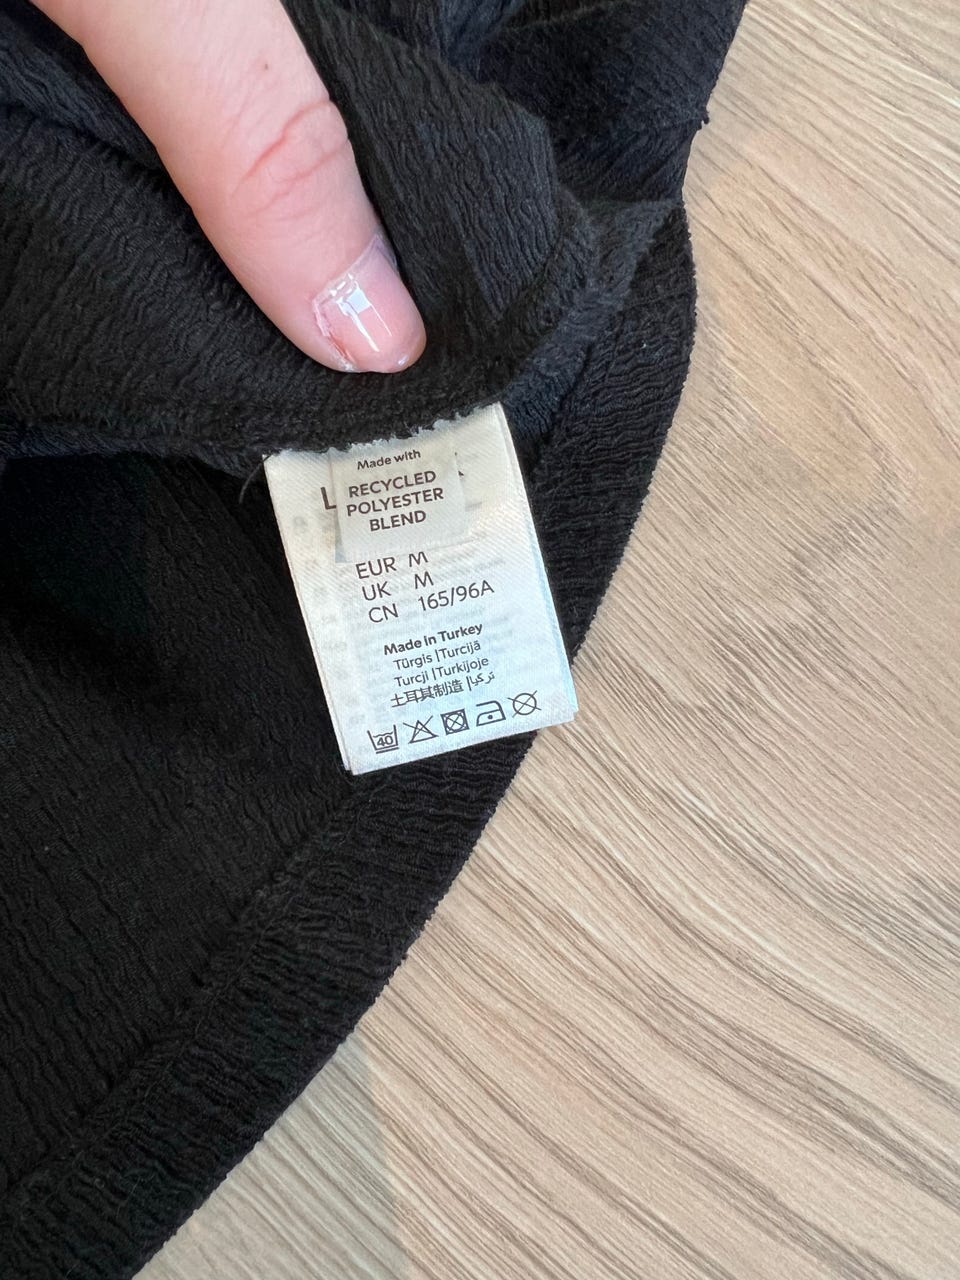 Made with
RECYCLED
POLYESTER
BLEND
EUR M
UK M
CN 165/96A
Made in Turkey
Türgis |Turcijā
Turcji |Turkijoje
土耳其制造 |تركيا
40